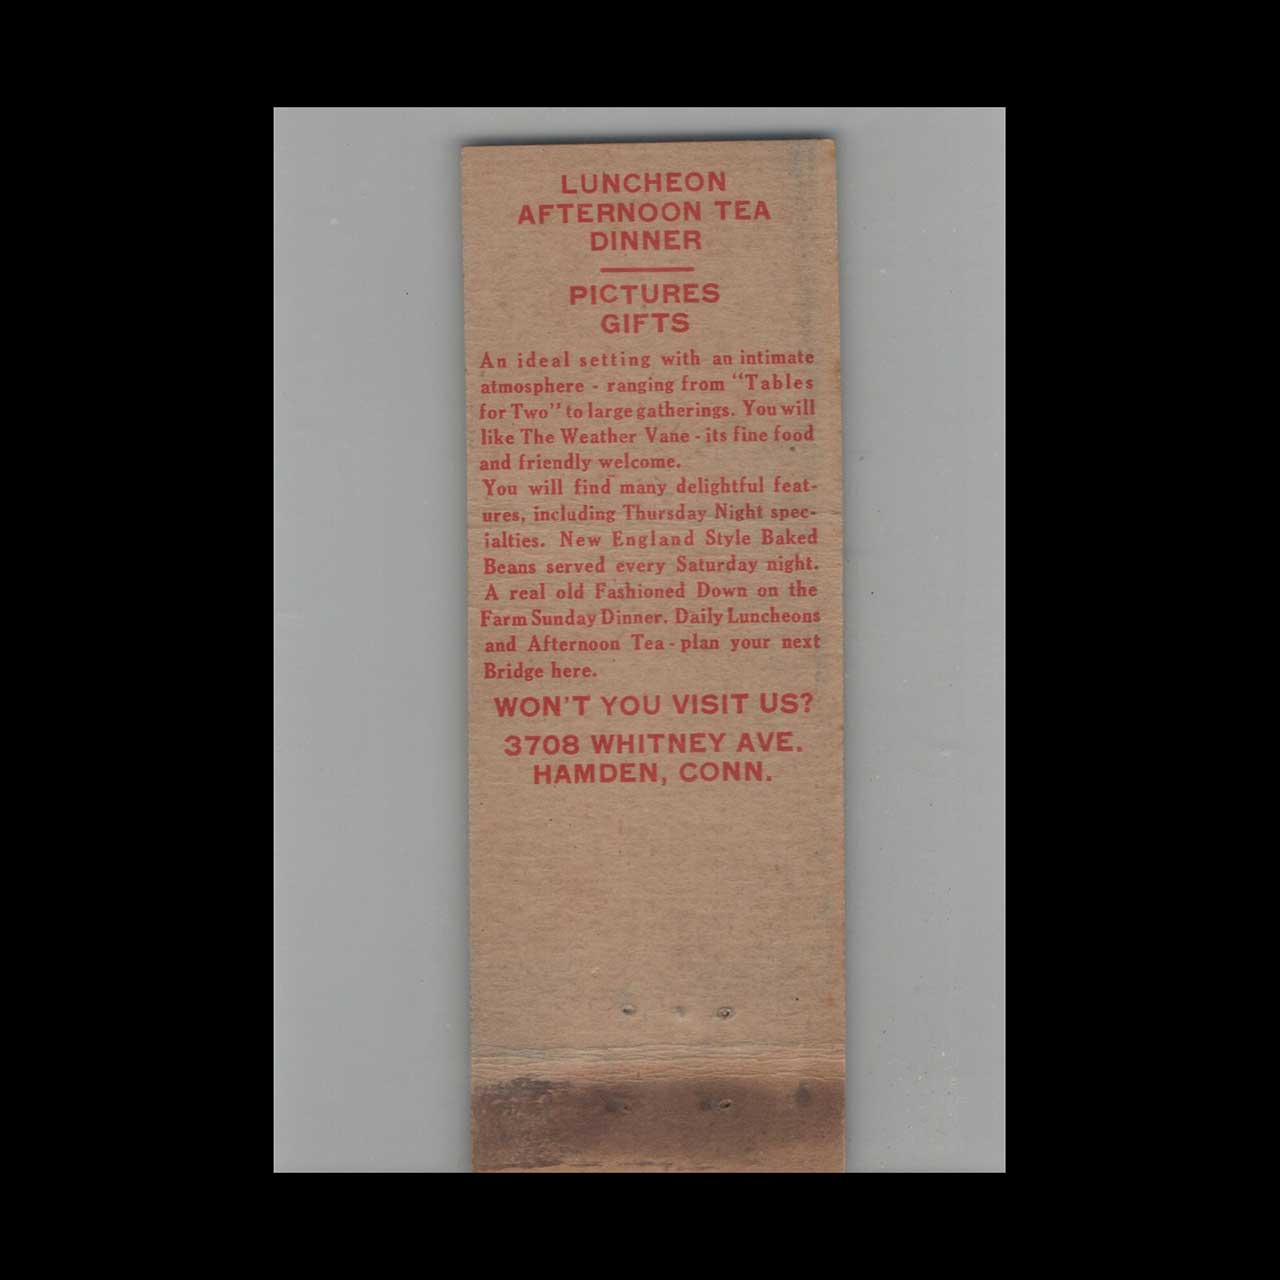 LUNCHEON
AFTERNOON TEA
DINNER
PICTURES
GIFTS
An ideal setting with an intimate
atmosphere - ranging from "Tables
for Two" to large gatherings. You will
like The Weather Vane - its fine food
and friendly welcome.
You will find many delightful feat-
ures, including Thursday Night spec-
ialties. New England Style Baked
Beans served every Saturday night.
A real old Fashioned Down on the
Farm Sunday Dinner. Daily Luncheons
and Afternoon Tea - plan your next
Bridge here.
WON'T YOU VISIT US?
3708 WHITNEY AVE.
HAMDEN, CONN.